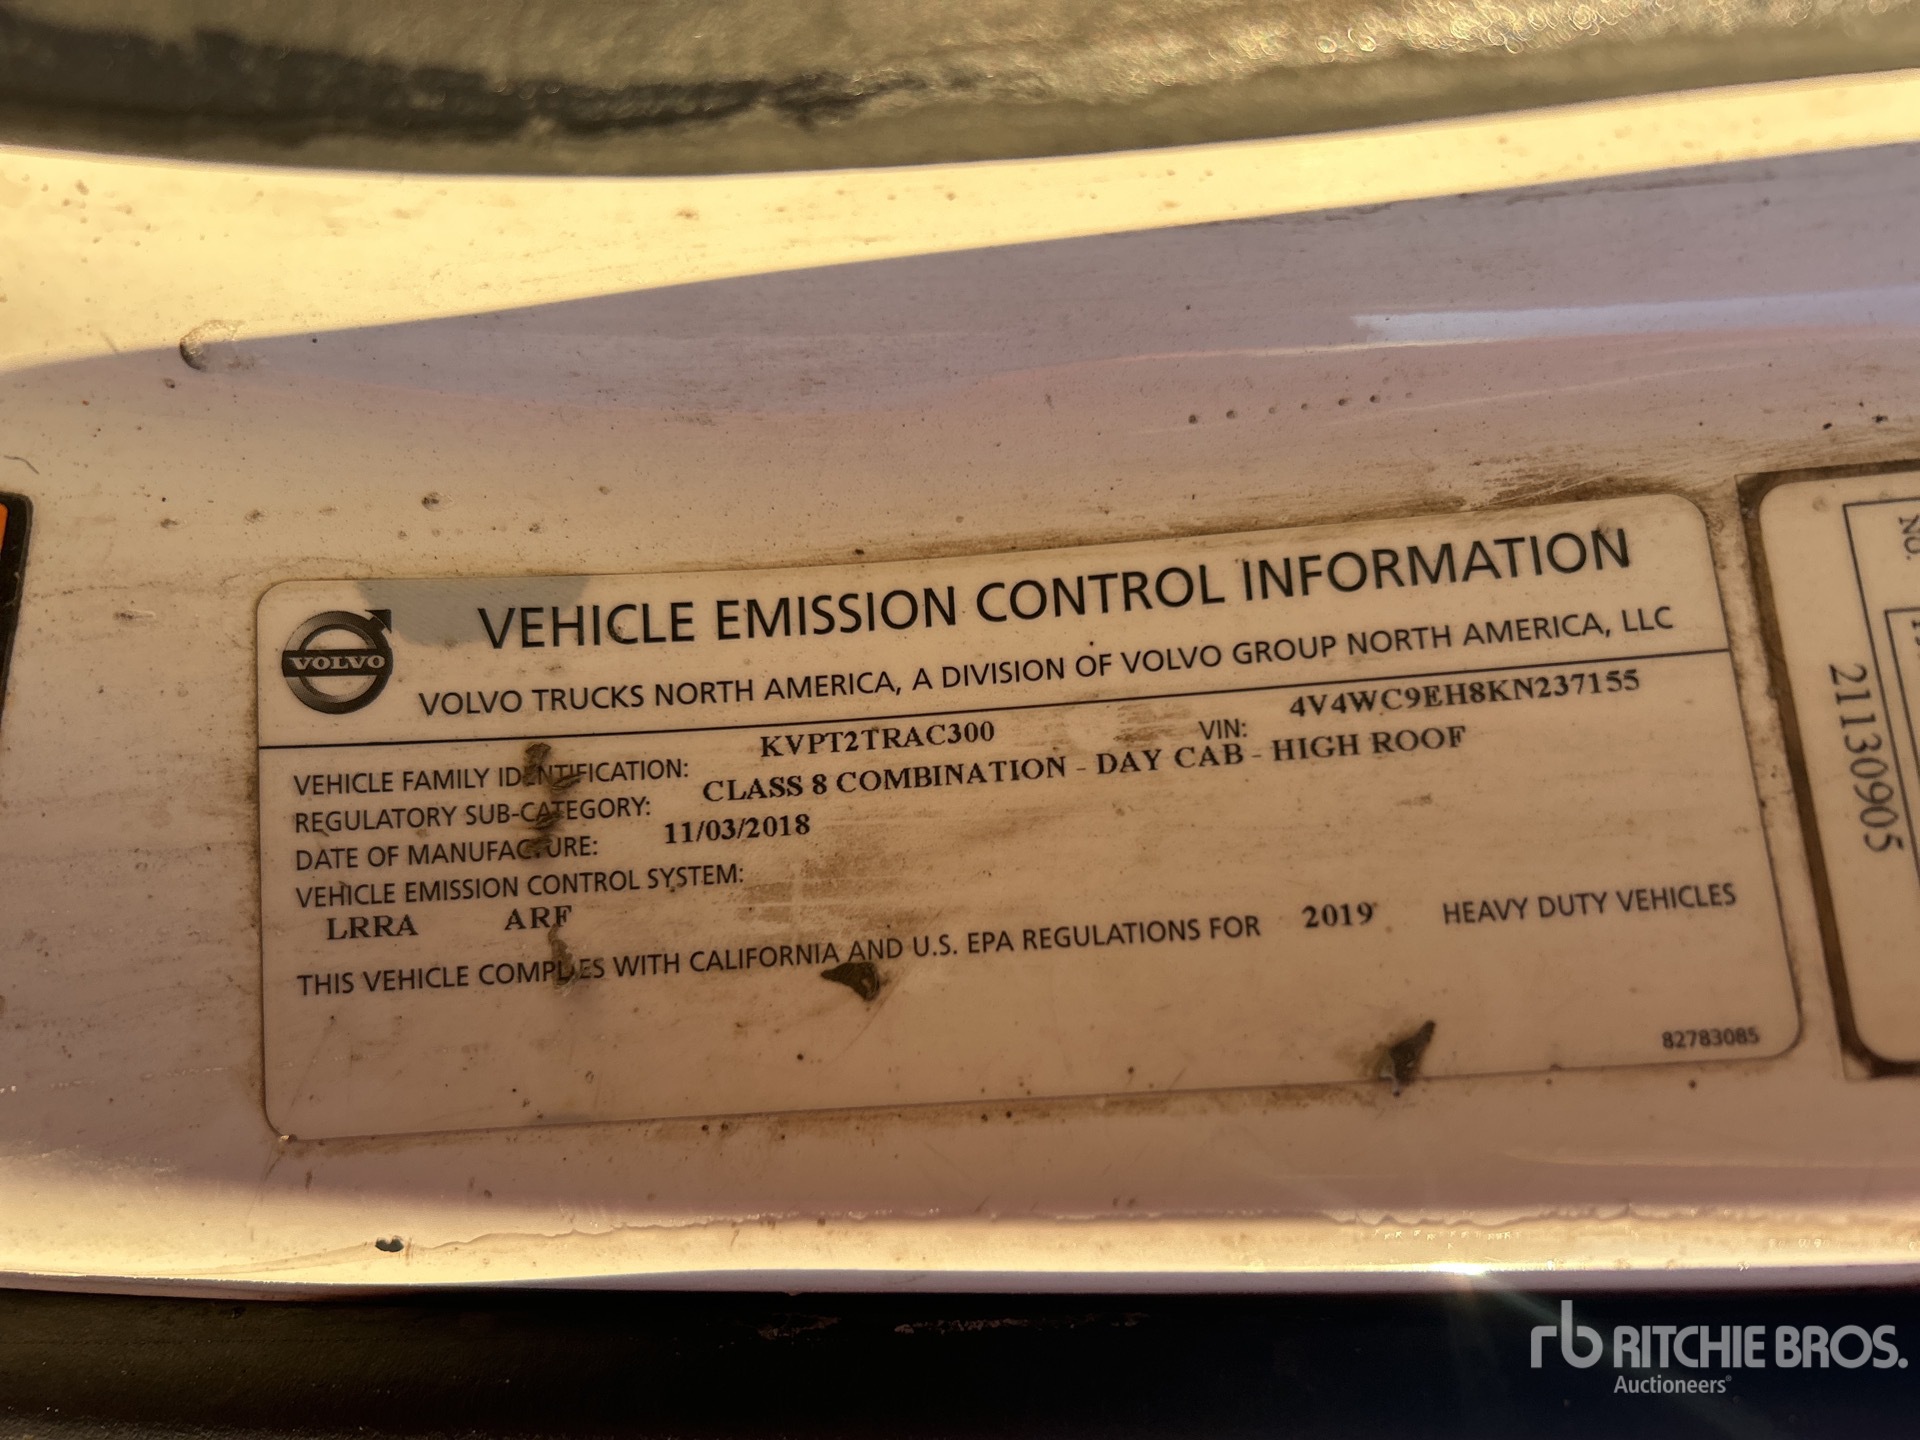 VOLVO
VEHICLE EMISSION CONTROL INFORMATION
VOLVO TRUCKS NORTH AMERICA, A DIVISION OF VOLVO GROUP NORTH AMERICA, LLC
VEHICLE FAMILY IDENTIFICATION: KVPT2TRAC300 VIN: 4V4WC9EH8KN237155
REGULATORY SUB-CATEGORY: CLASS 8 COMBINATION - DAY CAB - HIGH ROOF
DATE OF MANUFACTURE: 11/03/2018
VEHICLE EMISSION CONTROL SYSTEM:
LRRA ARF
THIS VEHICLE COMPLIES WITH CALIFORNIA AND U.S. EPA REGULATIONS FOR 2019 HEAVY DUTY VEHICLES
82783085
NO.
21130905
rb RITCHIE BROS.
Auctioneers®